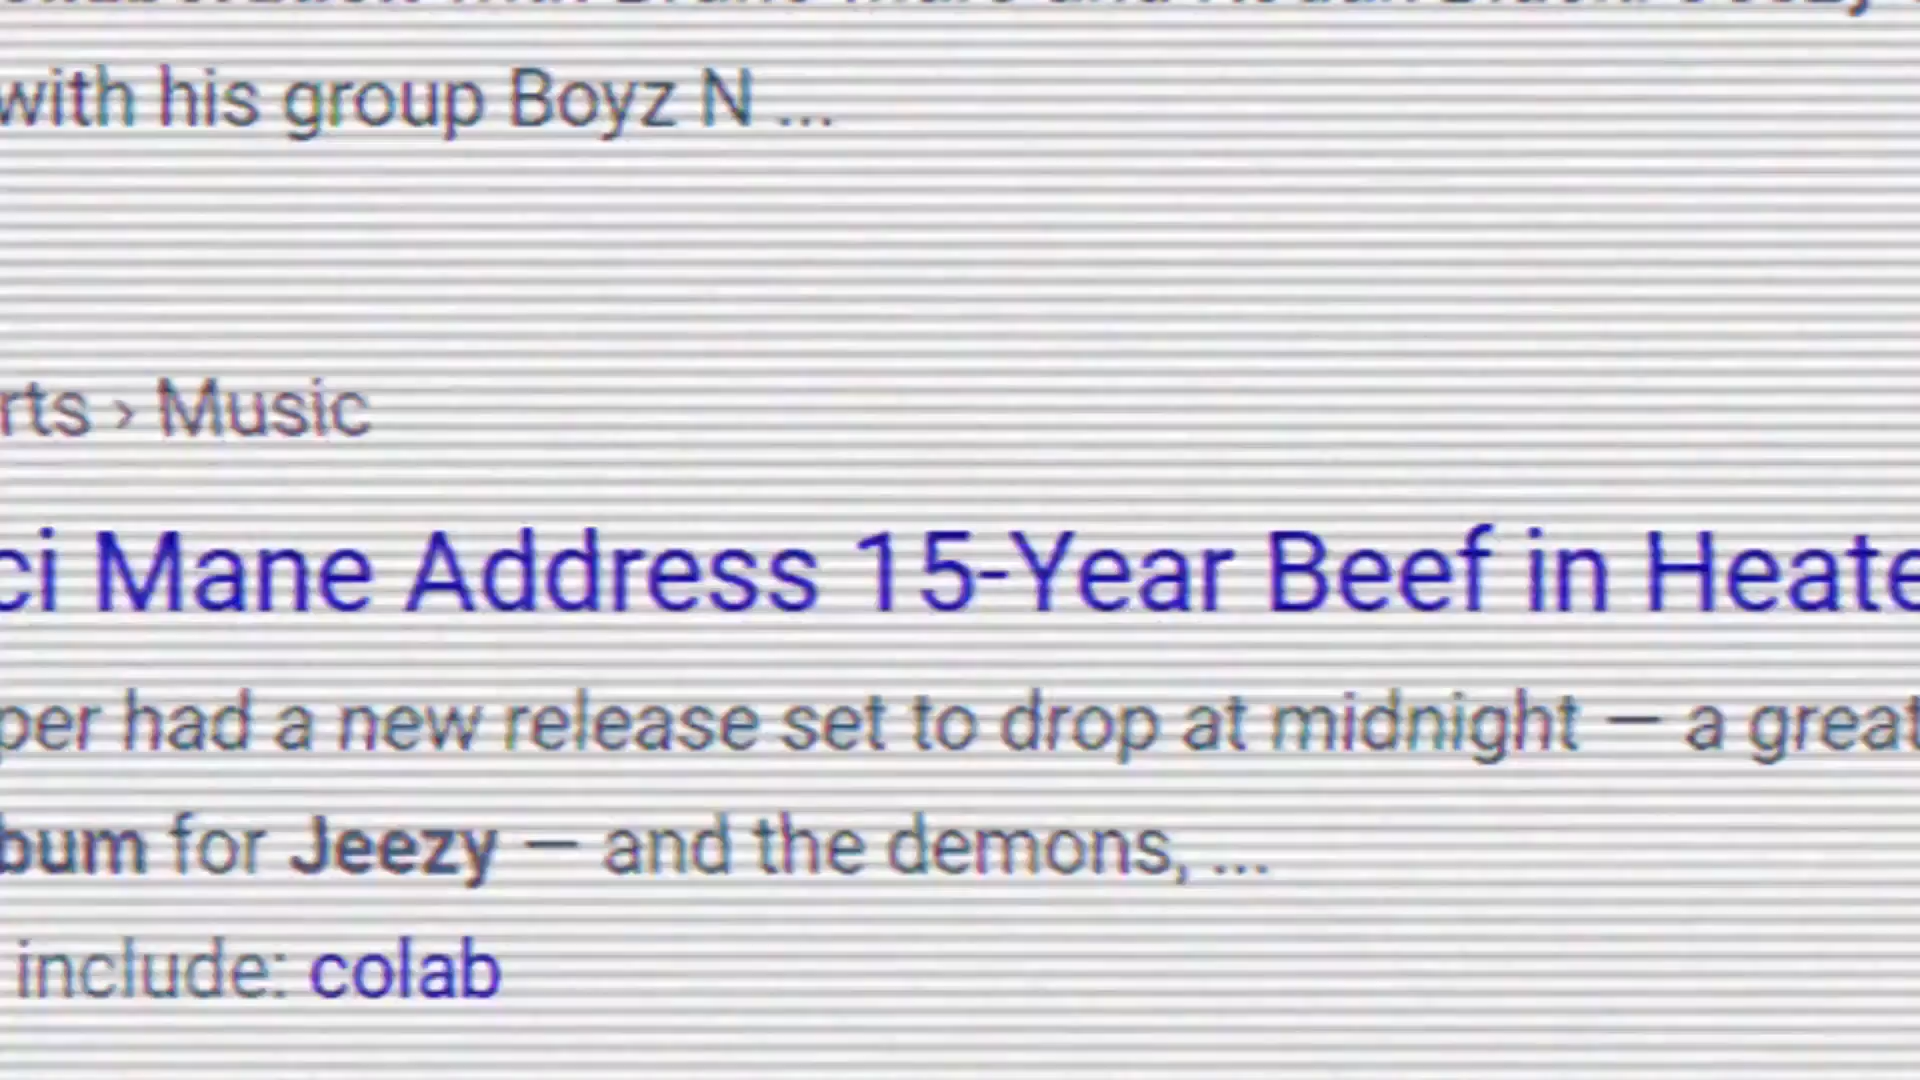 with his group Boyz N ...
rts › Music
ci Mane Address 15-Year Beef in Heate
per had a new release set to drop at midnight — a great
bum for Jeezy — and the demons, ...
include: colab